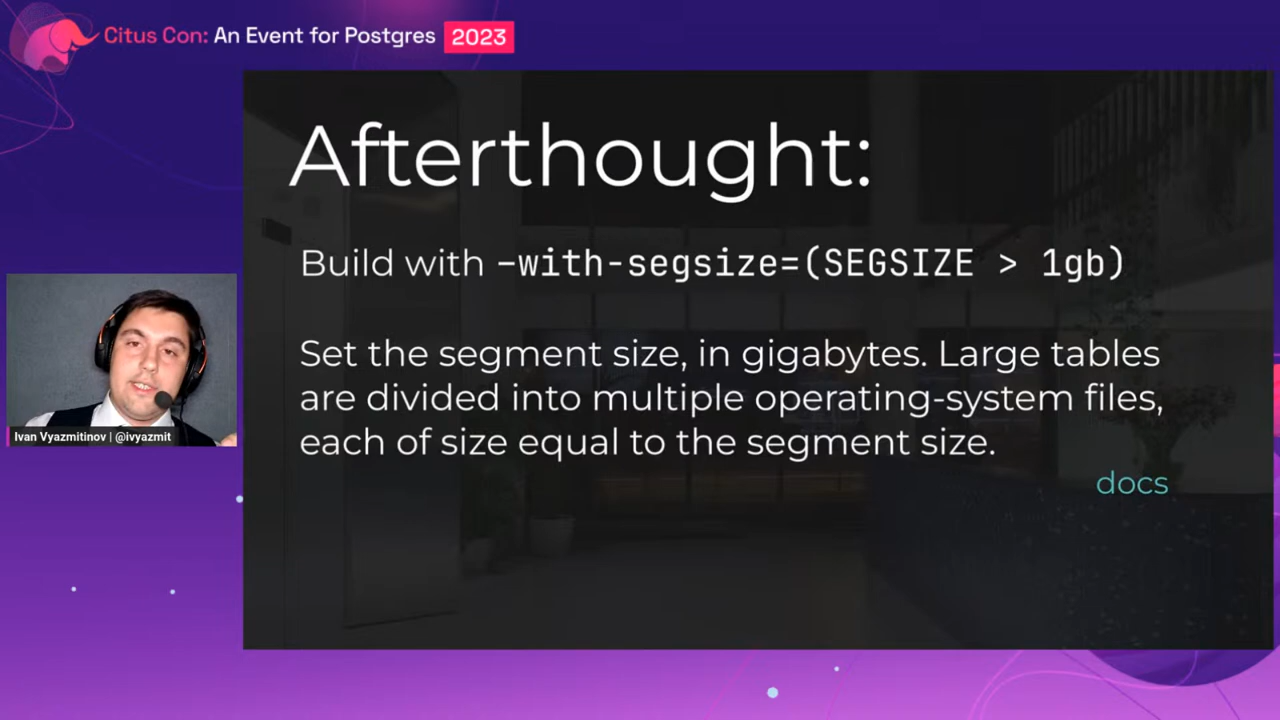 Citus Con: An Event for Postgres 2023
Afterthought:
Build with –with-segsize=(SEGSIZE > 1gb)
Set the segment size, in gigabytes. Large tables
are divided into multiple operating-system files,
each of size equal to the segment size.
docs
Ivan Vyazmitinov | @ivyazmit